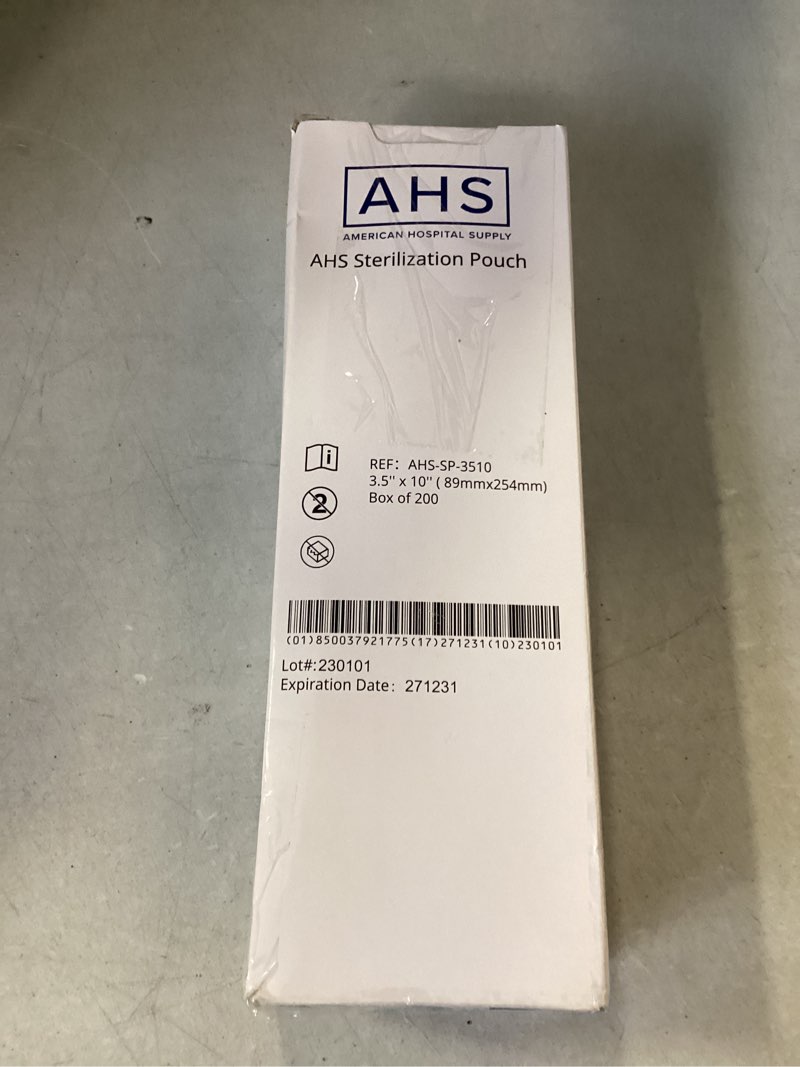 AHS
AMERICAN HOSPITAL SUPPLY
AHS Sterilization Pouch
REF: AHS-SP-3510
3.5" x 10" ( 89mmx254mm)
Box of 200
2
(01)850037921775(17)271231(10)230101
Lot#:230101
Expiration Date: 271231